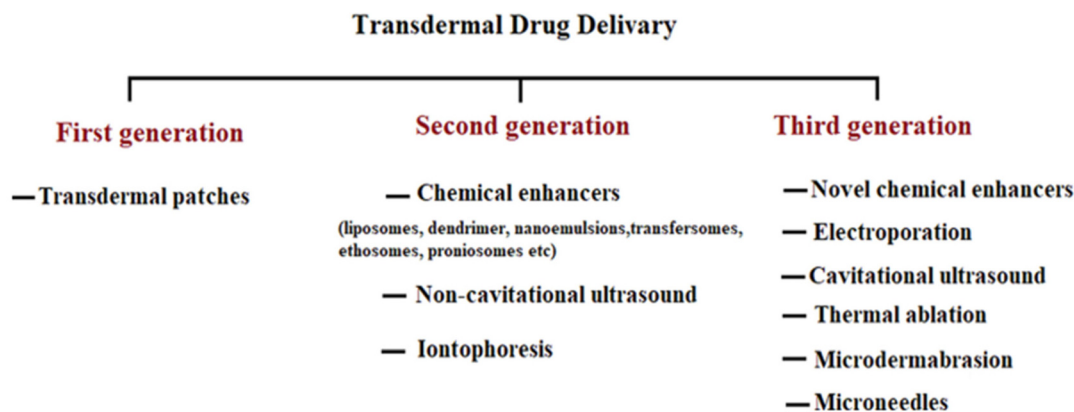 Transdermal Drug Delivary
First generation
— Transdermal patches
Second generation
— Chemical enhancers
(liposomes, dendrimer, nanoemulsions,transfersomes,
ethosomes, proniosomes etc)
— Non-cavitational ultrasound
— Iontophoresis
Third generation
— Novel chemical enhancers
— Electroporation
— Cavitational ultrasound
— Thermal ablation
— Microdermabrasion
— Microneedles